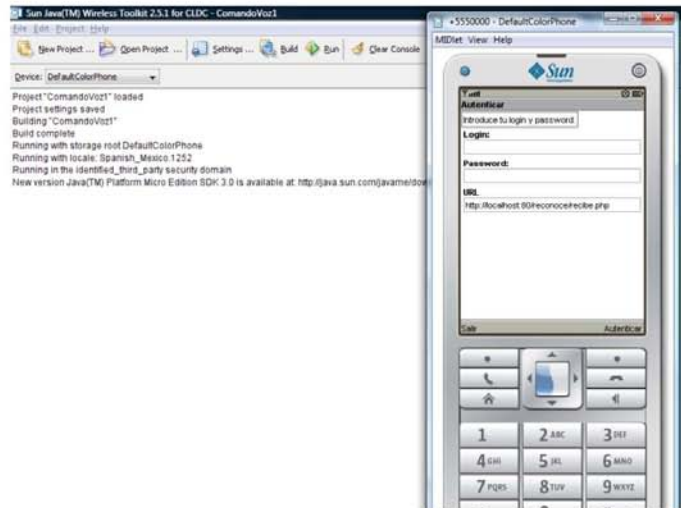 Sun Java(TM) Wireless Toolkit 2.5.1 for CLDC - ComandoVoz1
File Edit Project Help
New Project ... Open Project ... Settings ... Build Run Clear Console
Device: DefaultColorPhone
Project "ComandoVoz1" loaded
Project settings saved
Building "ComandoVoz1"
Build complete
Running with storage root DefaultColorPhone
Running with locale: Spanish_Mexico.1252
Running in the identified_third_party security domain
New version Java(TM) Platform Micro Edition SDK 3.0 is available at: http://java.sun.com/javame/dow
+5550000 - DefaultColorPhone
MIDlet View Help
Sun
Autenticar
Introduce tu login y password
Login:
Password:
URL
http://localhost:80/reconoce/recibe.php
Salir Autenticar
1 2 ABC 3 DEF
4 GHI 5 JKL 6 MNO
7 PQRS 8 TUV 9 WXYZ